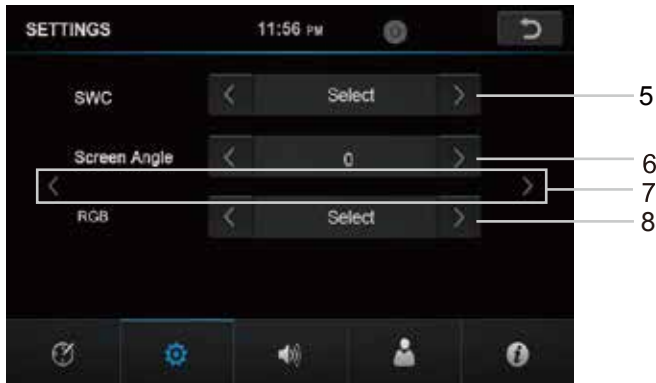 SETTINGS 11:56 PM
SWC Select 5
Screen Angle 0 6
7
RGB Select 8